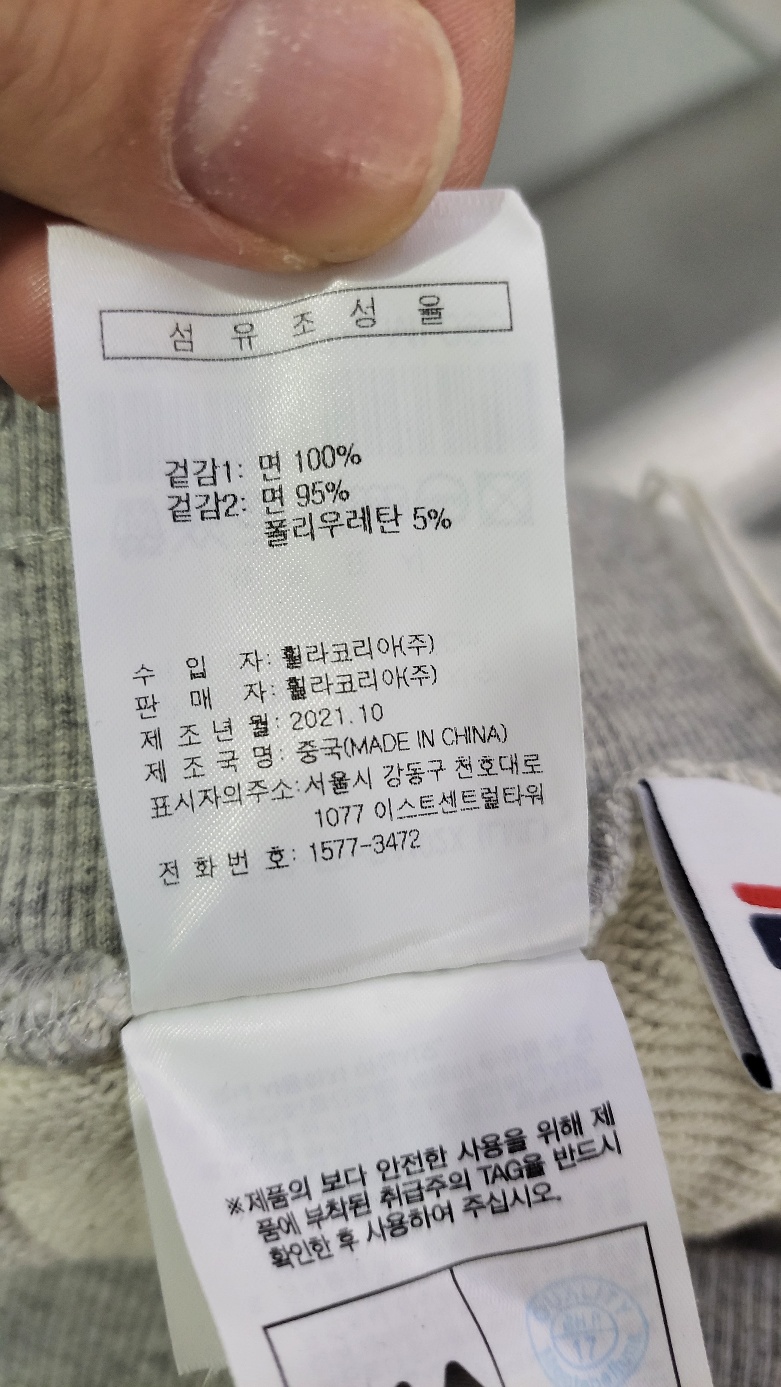 섬 유 조 성 율
겉감1: 면 100%
겉감2: 면 95%
폴리우레탄 5%
수 입 자: 휠라코리아(주)
판 매 자: 휠라코리아(주)
제 조 년 월: 2021.10
제 조 국 명: 중국(MADE IN CHINA)
표시자의주소:서울시 강동구 천호대로
1077 이스트센트럴타워
전 화 번 호: 1577-3472
※제품의 보다 안전한 사용을 위해 제
품에 부착된 취급주의 TAG을 반드시
확인한 후 사용하여 주십시오.
QUALITY
17